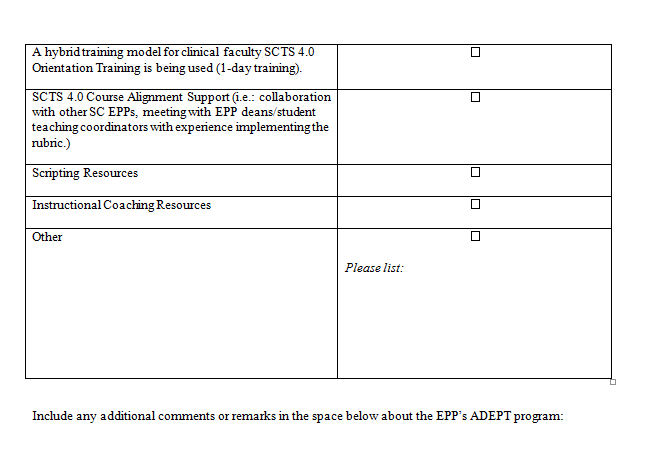 A hybrid training model for clinical faculty SCTS 4.0
Orientation Training is being used (1-day training).
☐
SCTS 4.0 Course Alignment Support (i.e.: collaboration
with other SC EPPs, meeting with EPP deans/student
teaching coordinators with experience implementing the
rubric.)
☐
Scripting Resources
☐
Instructional Coaching Resources
☐
Other
☐
Please list:
Include any additional comments or remarks in the space below about the EPP's ADEPT program: